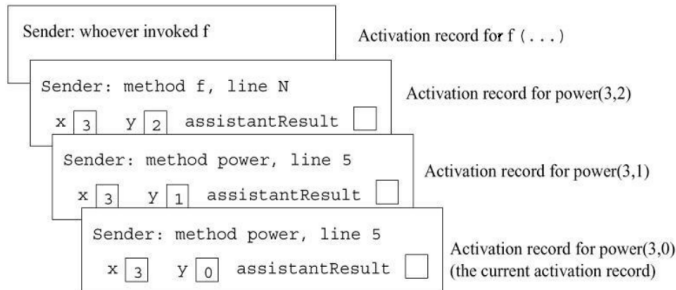 Sender: whoever invoked f
Activation record for f (...)
Sender: method f, line N
x 3 y 2 assistantResult
Activation record for power(3,2)
Sender: method power, line 5
x 3 y 1 assistantResult
Activation record for power(3,1)
Sender: method power, line 5
x 3 y 0 assistantResult
Activation record for power(3,0)
(the current activation record)